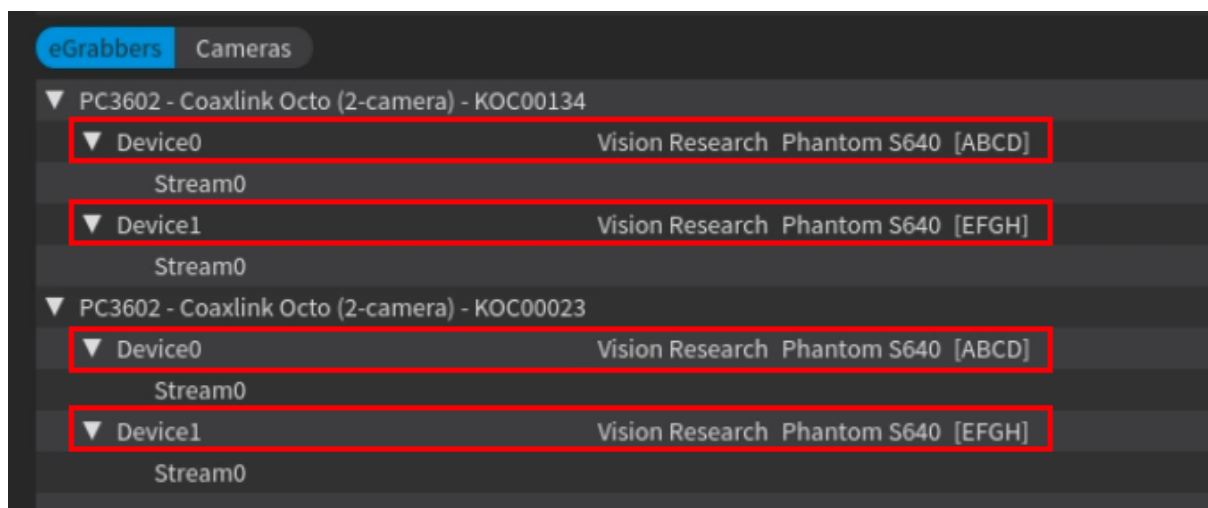 eGrabbers Cameras
PC3602 - Coaxlink Octo (2-camera) - KOC00134
Device0 Vision Research Phantom S640 [ABCD]
Stream0
Device1 Vision Research Phantom S640 [EFGH]
Stream0
PC3602 - Coaxlink Octo (2-camera) - KOC00023
Device0 Vision Research Phantom S640 [ABCD]
Stream0
Device1 Vision Research Phantom S640 [EFGH]
Stream0